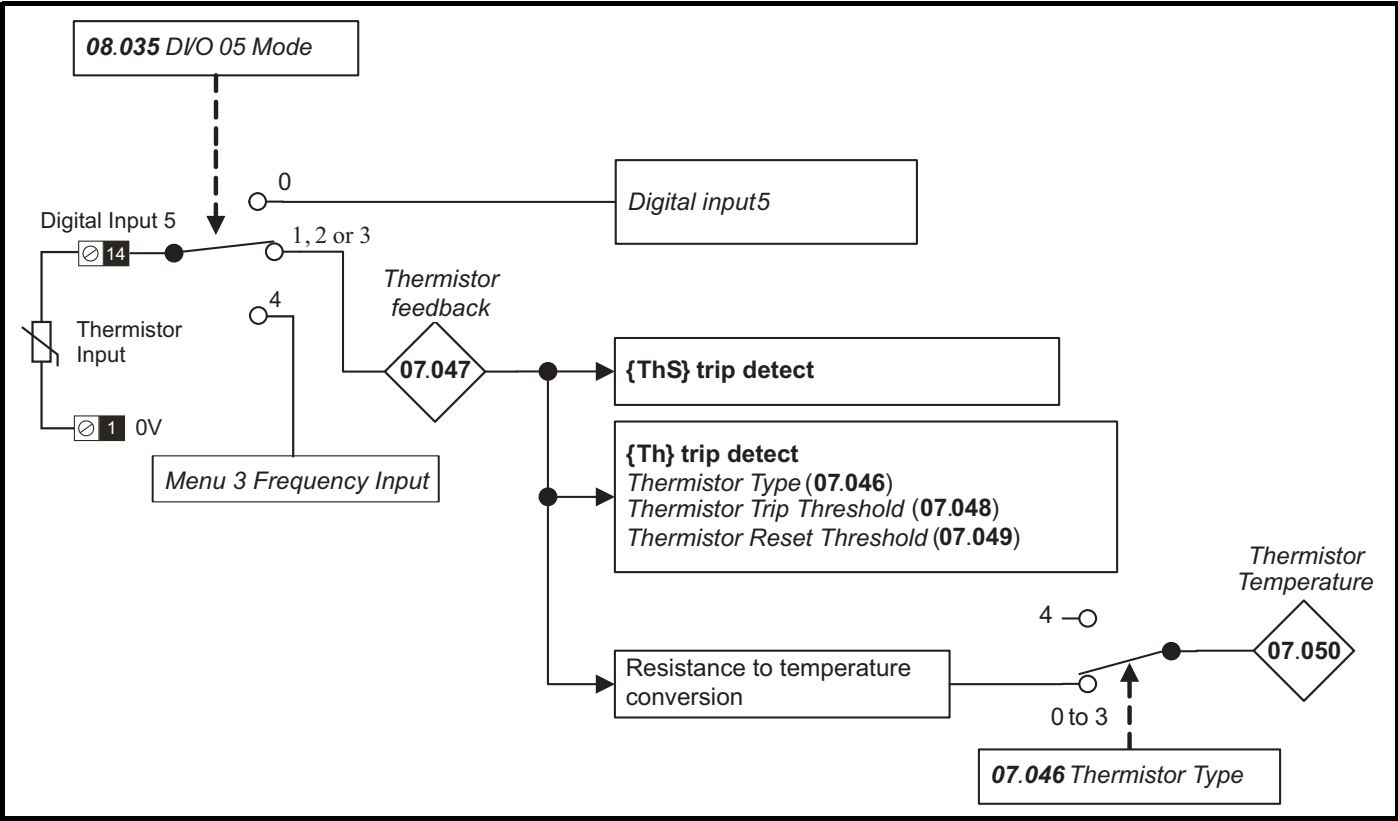 08.035 DI/O 05 Mode
0
Digital input5
Digital Input 5
14
1, 2 or 3
4
Thermistor
feedback
Thermistor
Input
07.047
{ThS} trip detect
1 0V
Menu 3 Frequency Input
{Th} trip detect
Thermistor Type (07.046)
Thermistor Trip Threshold (07.048)
Thermistor Reset Threshold (07.049)
Thermistor
Temperature
4
07.050
Resistance to temperature
conversion
0 to 3
07.046 Thermistor Type